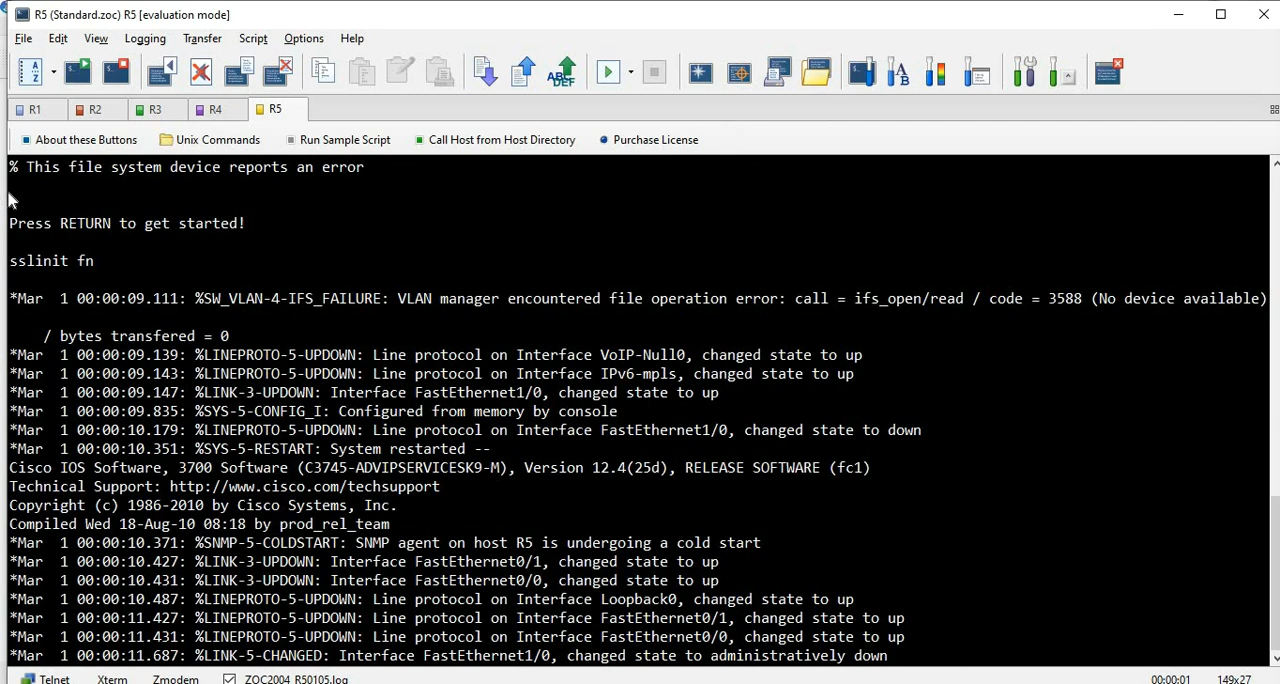 R5 (Standard.zoc) R5 [evaluation mode]
File Edit View Logging Transfer Script Options Help
R1 R2 R3 R4 R5
About these Buttons Unix Commands Run Sample Script Call Host from Host Directory Purchase License
% This file system device reports an error
Press RETURN to get started!
sslinit fn
*Mar  1 00:00:09.111: %SW_VLAN-4-IFS_FAILURE: VLAN manager encountered file operation error: call = ifs_open/read / code = 3588 (No device available)
/ bytes transfered = 0
*Mar  1 00:00:09.139: %LINEPROTO-5-UPDOWN: Line protocol on Interface VoIP-Null0, changed state to up
*Mar  1 00:00:09.143: %LINEPROTO-5-UPDOWN: Line protocol on Interface IPv6-mpls, changed state to up
*Mar  1 00:00:09.147: %LINK-3-UPDOWN: Interface FastEthernet1/0, changed state to up
*Mar  1 00:00:09.835: %SYS-5-CONFIG_I: Configured from memory by console
*Mar  1 00:00:10.179: %LINEPROTO-5-UPDOWN: Line protocol on Interface FastEthernet1/0, changed state to down
*Mar  1 00:00:10.351: %SYS-5-RESTART: System restarted --
Cisco IOS Software, 3700 Software (C3745-ADVIPSERVICESK9-M), Version 12.4(25d), RELEASE SOFTWARE (fc1)
Technical Support: http://www.cisco.com/techsupport
Copyright (c) 1986-2010 by Cisco Systems, Inc.
Compiled Wed 18-Aug-10 08:18 by prod_rel_team
*Mar  1 00:00:10.371: %SNMP-5-COLDSTART: SNMP agent on host R5 is undergoing a cold start
*Mar  1 00:00:10.427: %LINK-3-UPDOWN: Interface FastEthernet0/1, changed state to up
*Mar  1 00:00:10.431: %LINK-3-UPDOWN: Interface FastEthernet0/0, changed state to up
*Mar  1 00:00:10.487: %LINEPROTO-5-UPDOWN: Line protocol on Interface Loopback0, changed state to up
*Mar  1 00:00:11.427: %LINEPROTO-5-UPDOWN: Line protocol on Interface FastEthernet0/1, changed state to up
*Mar  1 00:00:11.431: %LINEPROTO-5-UPDOWN: Line protocol on Interface FastEthernet0/0, changed state to up
*Mar  1 00:00:11.687: %LINK-5-CHANGED: Interface FastEthernet1/0, changed state to administratively down
Telnet Xterm Zmodem ZOC2004_R50105.log 00:00:01 149x27